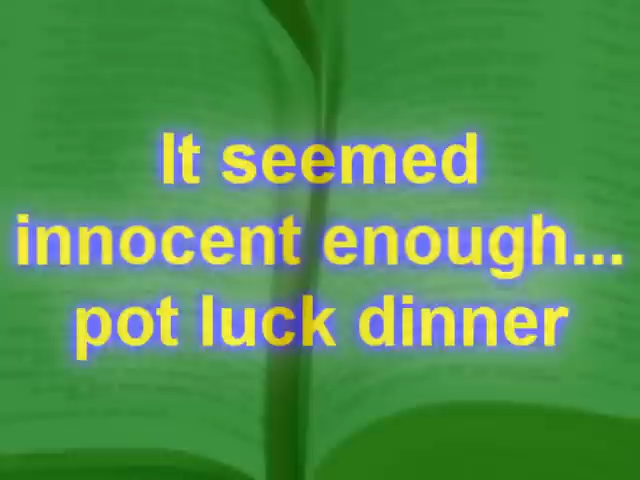 It seemed
innocent enough...
pot luck dinner